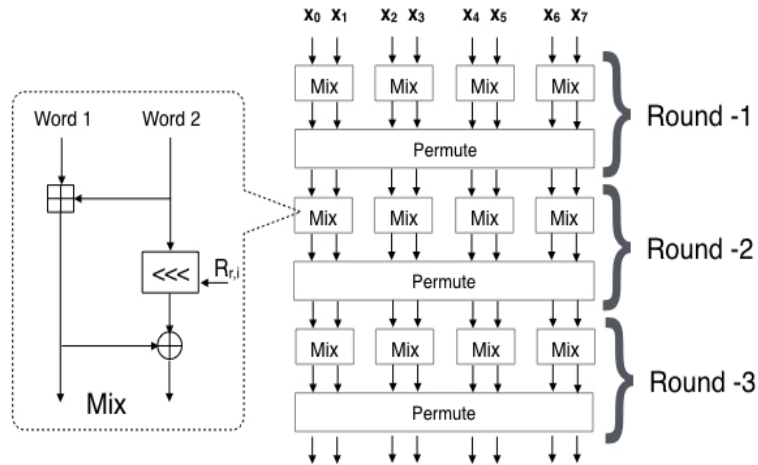 x₀ x₁ x₂ x₃ x₄ x₅ x₆ x₇
Mix Mix Mix Mix
Round -1
Permute
Word 1 Word 2
Mix Mix Mix Mix
Round -2
<<< Rr,i
Permute
Mix Mix Mix Mix
Round -3
Mix
Permute